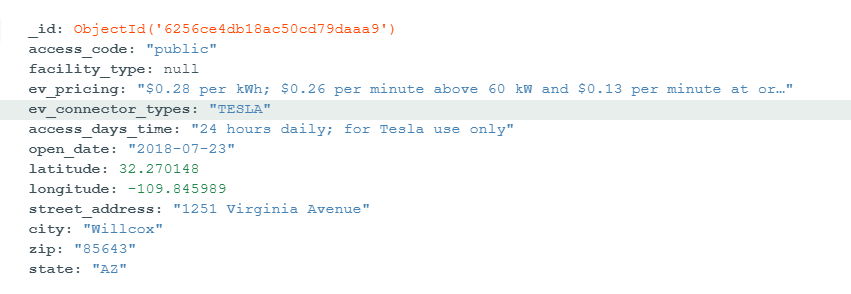 _id: ObjectId('6256ce4db18ac50cd79daaa9')
access_code: "public"
facility_type: null
ev_pricing: "$0.28 per kWh; $0.26 per minute above 60 kW and $0.13 per minute at or…"
ev_connector_types: "TESLA"
access_days_time: "24 hours daily; for Tesla use only"
open_date: "2018-07-23"
latitude: 32.270148
longitude: -109.845989
street_address: "1251 Virginia Avenue"
city: "Willcox"
zip: "85643"
state: "AZ"